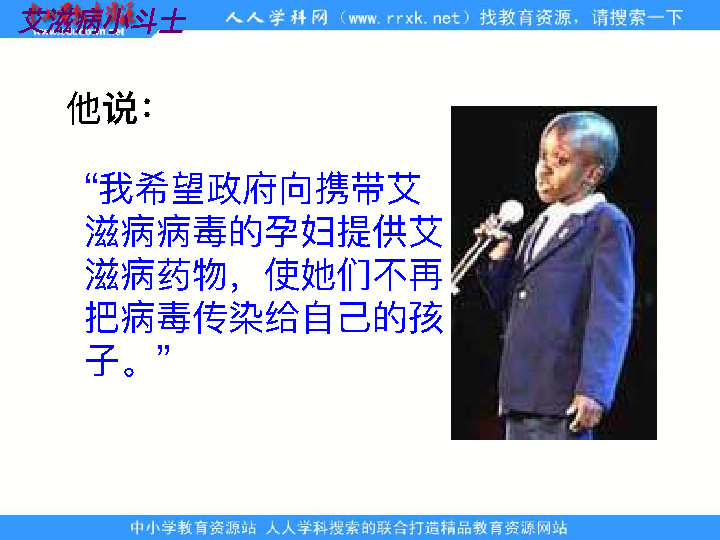 艾滋病小斗士
人人学科网（www.rrxk.net）找教育资源，请搜索一下
他说：
“我希望政府向携带艾
滋病病毒的孕妇提供艾
滋病药物，使她们不再
把病毒传染给自己的孩
子。”
中小学教育资源站 人人学科搜索的联合打造精品教育资源网站